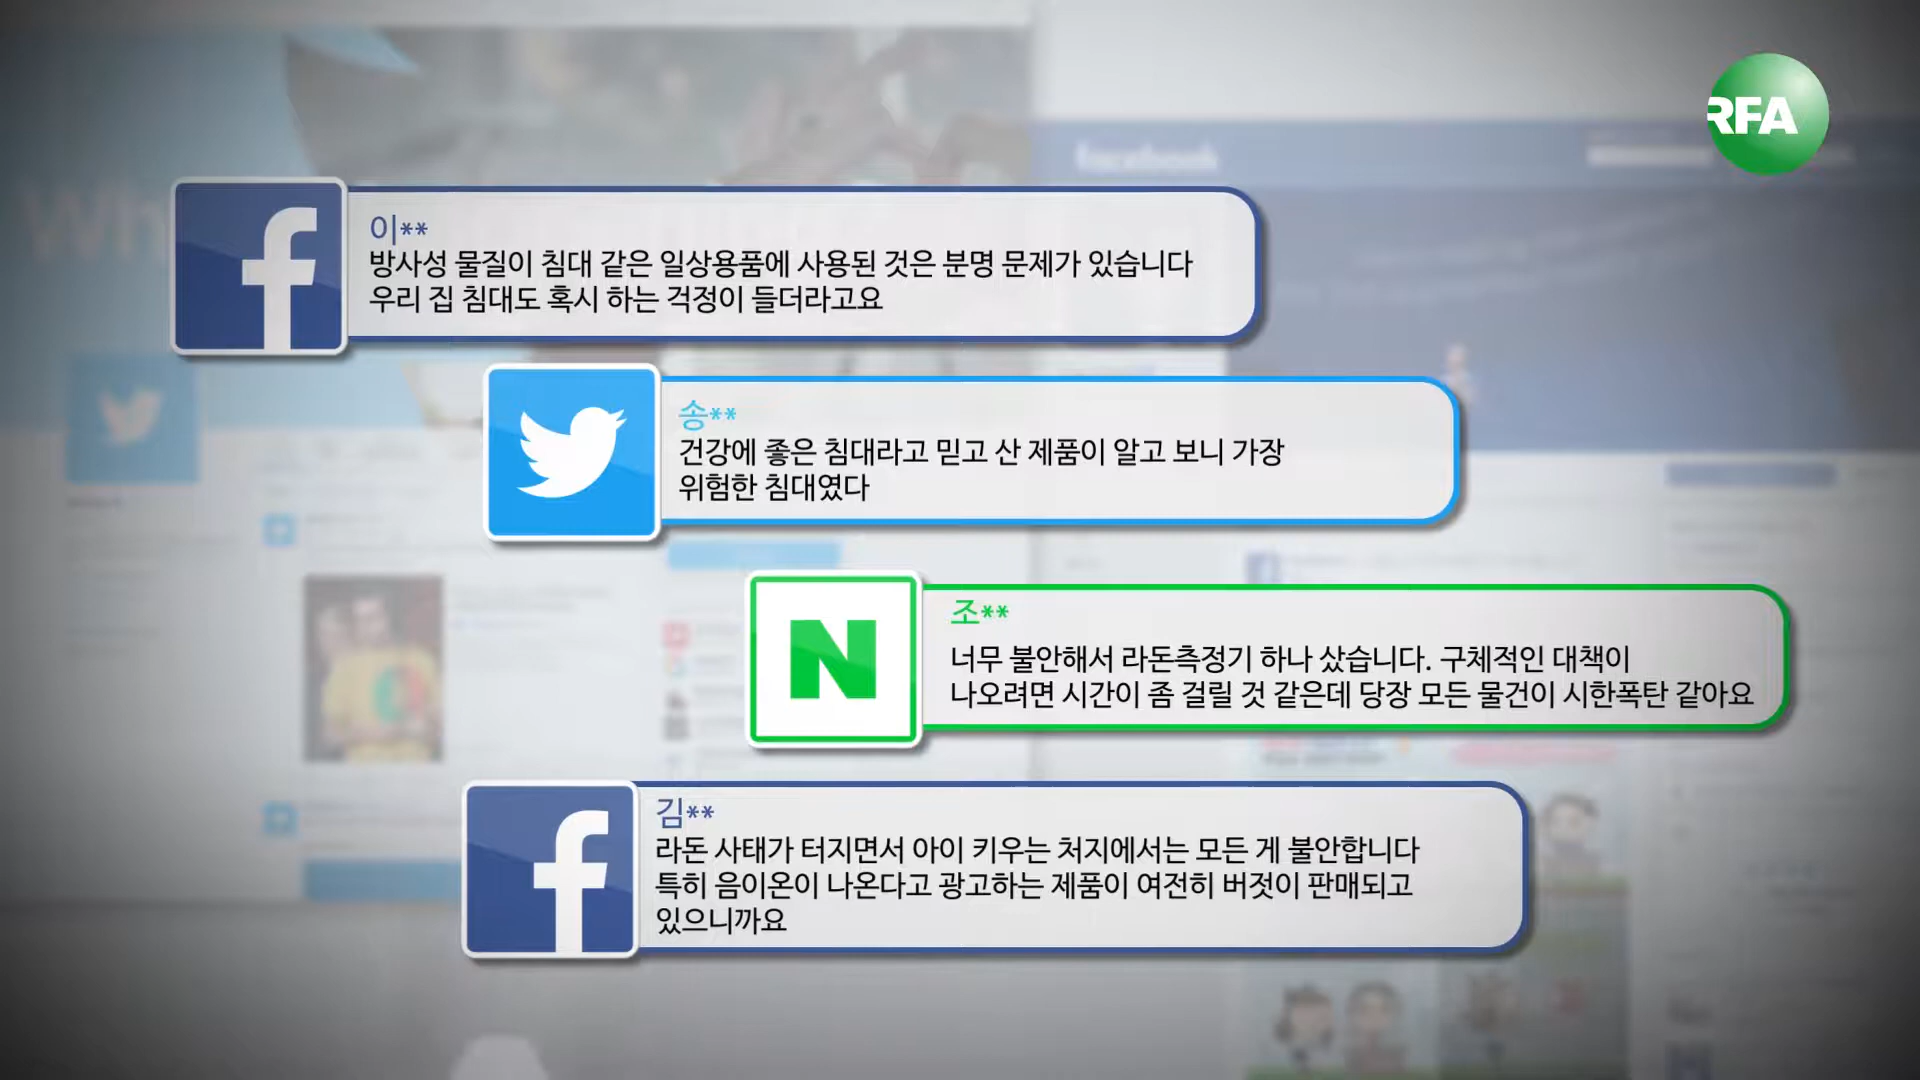 RFA
facebook
이**
방사성 물질이 침대 같은 일상용품에 사용된 것은 분명 문제가 있습니다
우리 집 침대도 혹시 하는 걱정이 들더라고요
송**
건강에 좋은 침대라고 믿고 산 제품이 알고 보니 가장
위험한 침대였다
N
조**
너무 불안해서 라돈측정기 하나 샀습니다. 구체적인 대책이
나오려면 시간이 좀 걸릴 것 같은데 당장 모든 물건이 시한폭탄 같아요
김**
라돈 사태가 터지면서 아이 키우는 처지에서는 모든 게 불안합니다
특히 음이온이 나온다고 광고하는 제품이 여전히 버젓이 판매되고
있으니까요